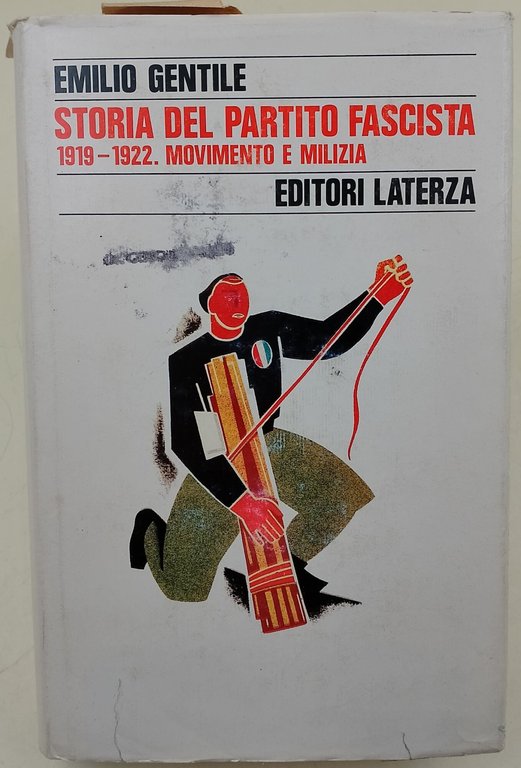 EMILIO GENTILE
STORIA DEL PARTITO FASCISTA
1919-1922. MOVIMENTO E MILIZIA
EDITORI LATERZA